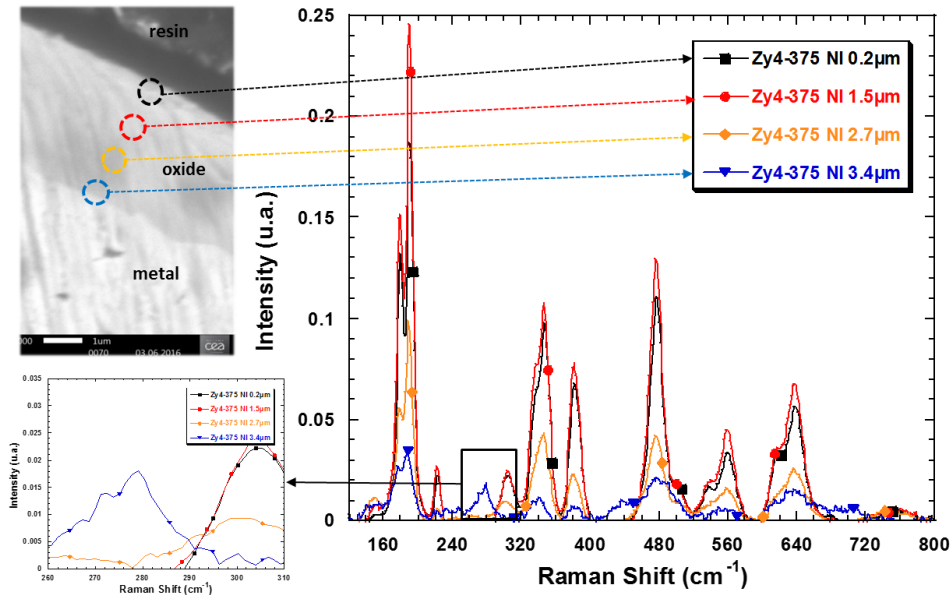 resin
oxide
metal
000
1um
0070
03.06.2016
cea
0.25
0.2
0.15
0.1
0.05
0
Intensity (u.a.)
Zy4-375 NI 0.2µm
Zy4-375 NI 1.5µm
Zy4-375 NI 2.7µm
Zy4-375 NI 3.4µm
160 240 320 400 480 560 640 720 800
Raman Shift (cm-1)
0.035
0.03
0.025
0.02
0.015
0.01
0.005
0
Intensity (u.a.)
Zy4-375 NI 0.2µm
Zy4-375 NI 1.5µm
Zy4-375 NI 2.7µm
Zy4-375 NI 3.4µm
260 270 280 290 300 310
Raman Shift (cm-1)